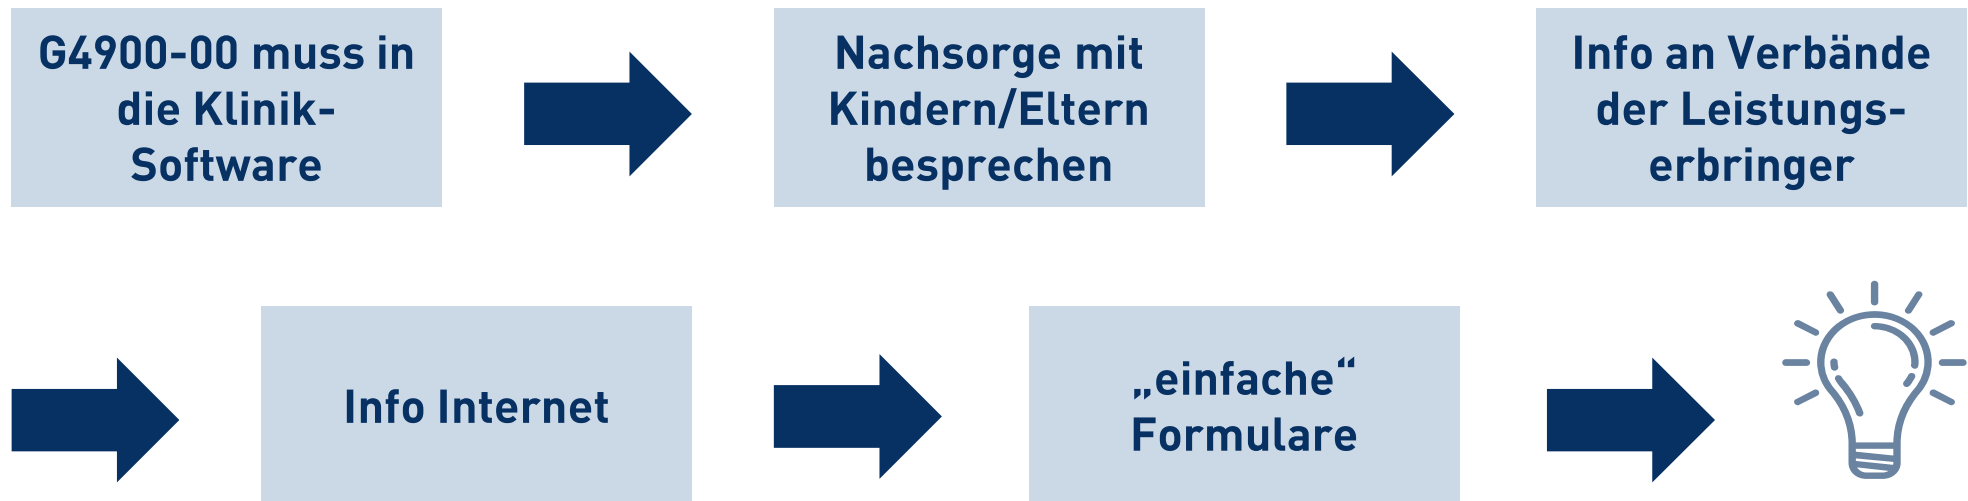 G4900-00 muss in
die Klinik-
Software
Nachsorge mit
Kindern/Eltern
besprechen
Info an Verbände
der Leistungs-
erbringer
Info Internet
„einfache“
Formulare